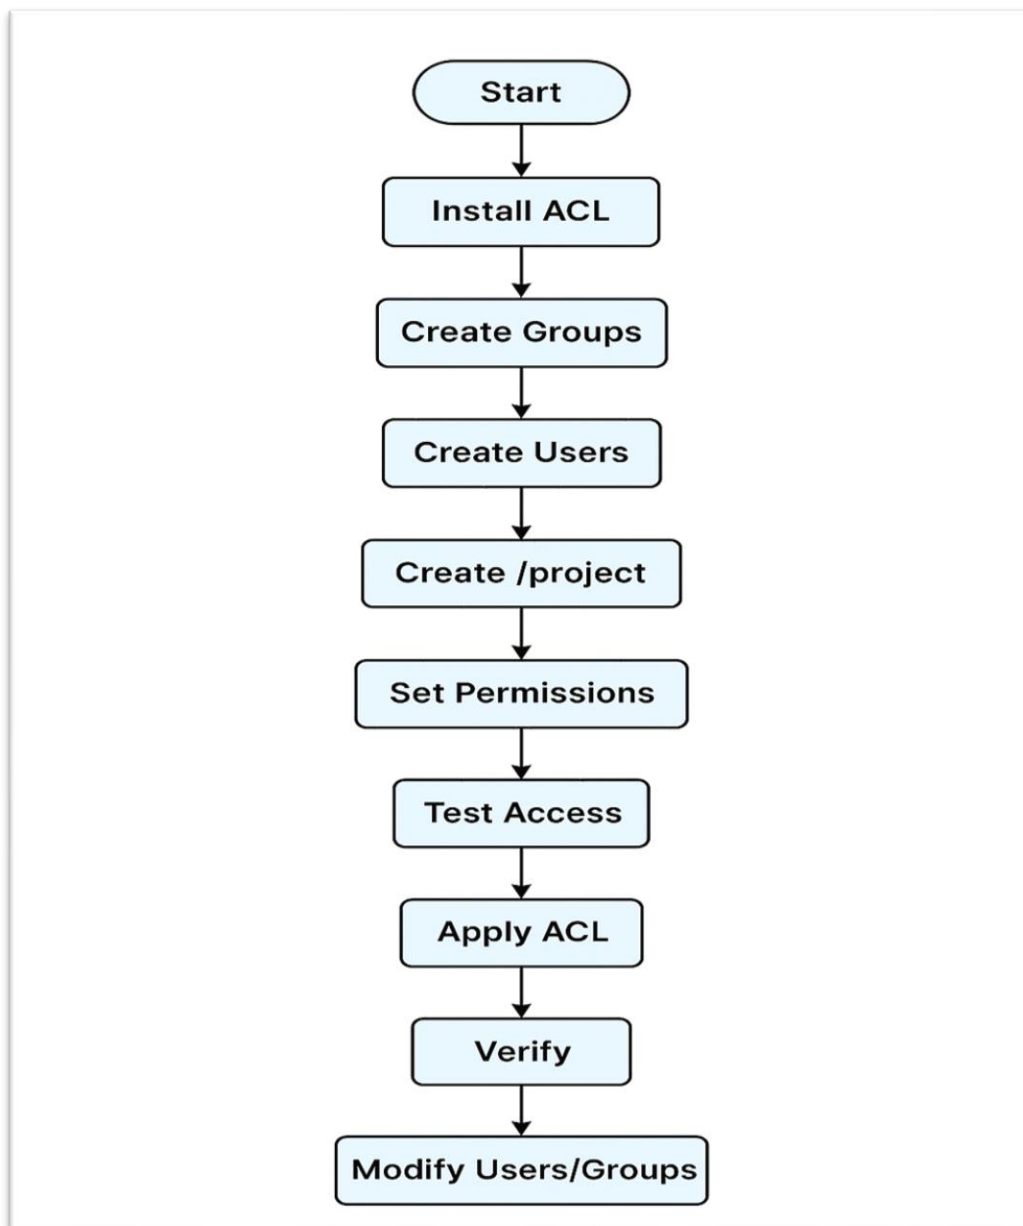 Start
Install ACL
Create Groups
Create Users
Create /project
Set Permissions
Test Access
Apply ACL
Verify
Modify Users/Groups